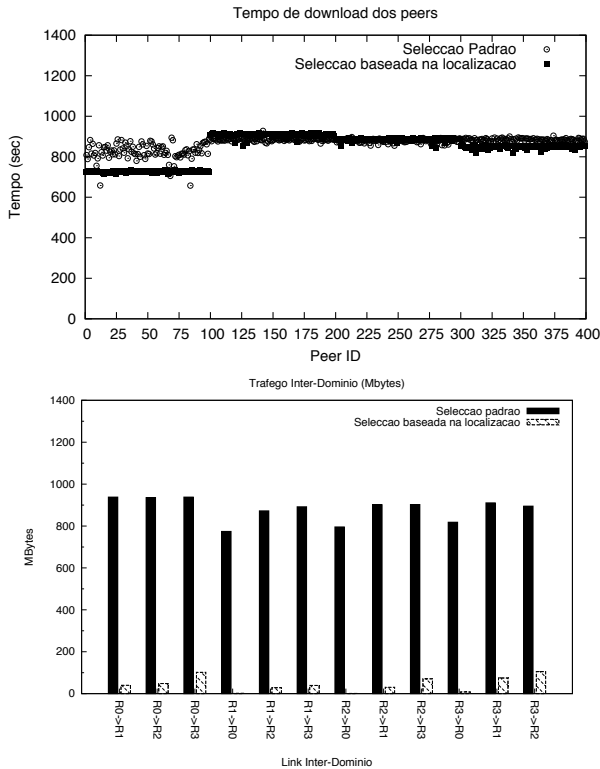 Tempo de download dos peers
1400
1200
1000
800
600
400
200
0
Tempo (sec)
Seleccao Padrao
Seleccao baseada na localizacao
0 25 50 75 100 125 150 175 200 225 250 275 300 325 350 375 400
Peer ID
Trafego Inter-Dominio (Mbytes)
1400
1200
1000
800
600
400
200
0
MBytes
Seleccao padrao
Seleccao baseada na localizacao
R0->R1
R0->R2
R0->R3
R1->R0
R1->R2
R1->R3
R2->R0
R2->R1
R2->R3
R3->R0
R3->R1
R3->R2
Link Inter-Dominio